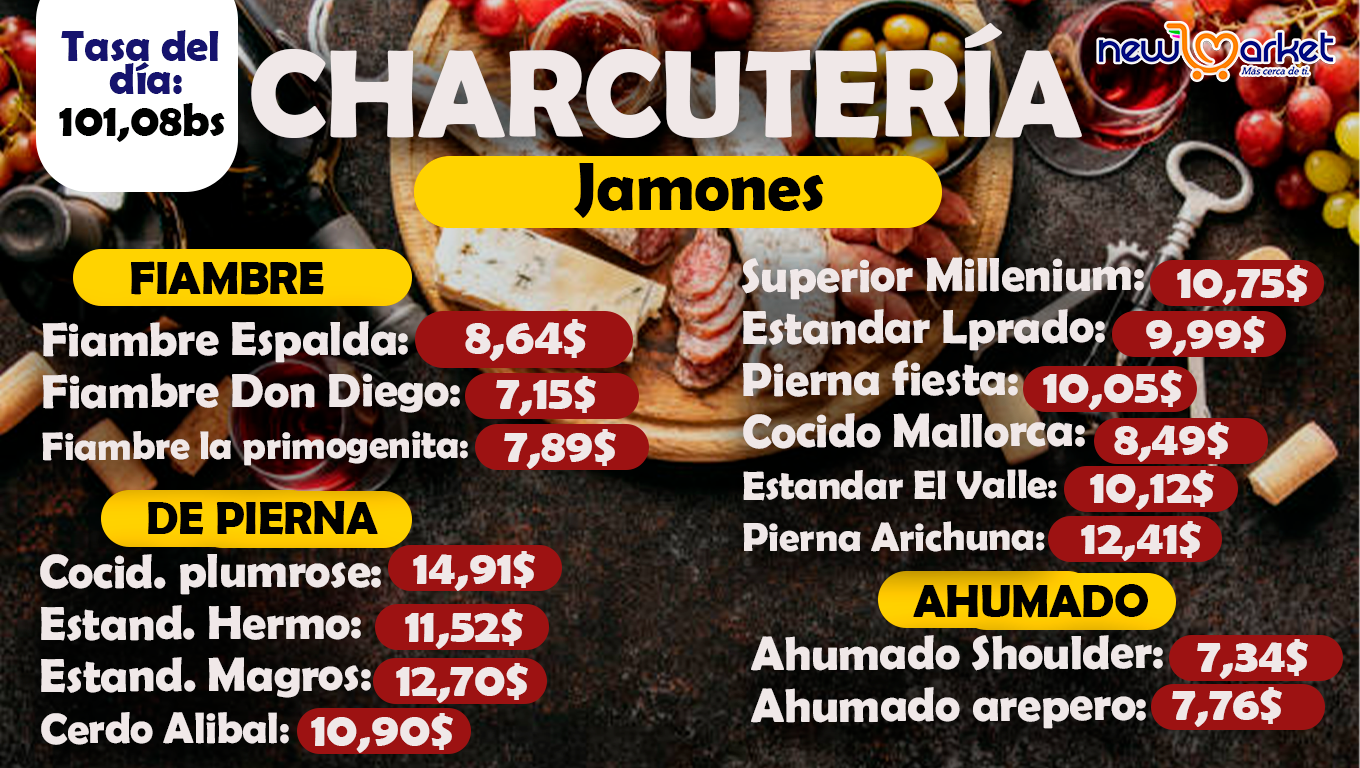 Tasa del
día:
101,08bs
CHARCUTERÍA
new market
Más cerca de ti.
Jamones
FIAMBRE
Fiambre Espalda: 8,64$
Fiambre Don Diego: 7,15$
Fiambre la primogenita: 7,89$
DE PIERNA
Cocid. plumrose: 14,91$
Estand. Hermo: 11,52$
Estand. Magros: 12,70$
Cerdo Alibal: 10,90$
Superior Millenium: 10,75$
Estandar Lprado: 9,99$
Pierna fiesta: 10,05$
Cocido Mallorca: 8,49$
Estandar El Valle: 10,12$
Pierna Arichuna: 12,41$
AHUMADO
Ahumado Shoulder: 7,34$
Ahumado arepero: 7,76$